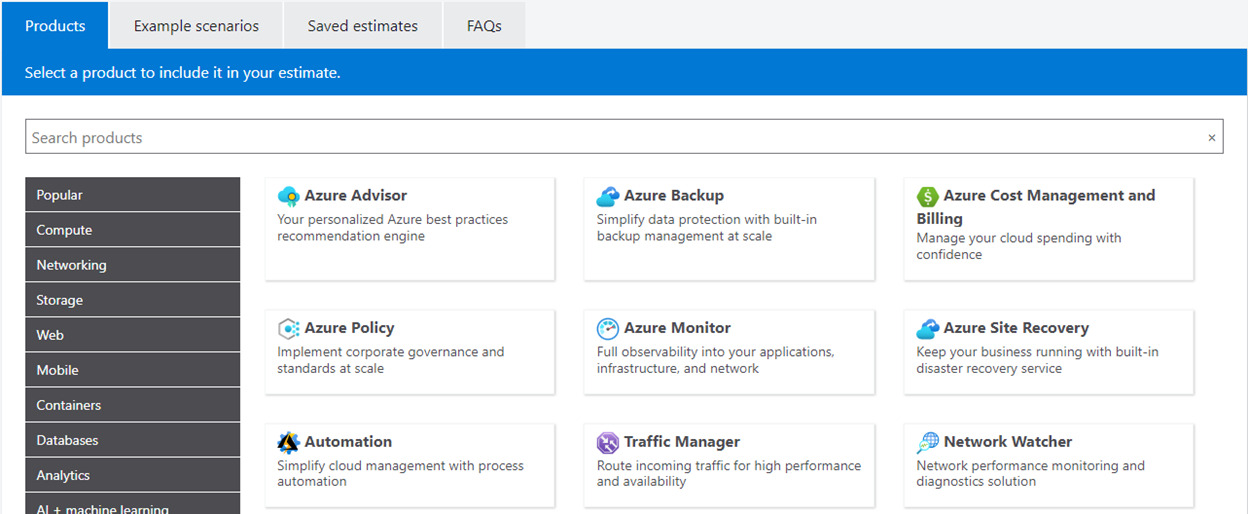 Products
Example scenarios
Saved estimates
FAQs
Select a product to include it in your estimate.
Search products
×
Popular
Compute
Networking
Storage
Web
Mobile
Containers
Databases
Analytics
AI + machine learning
Azure Advisor
Your personalized Azure best practices
recommendation engine
Azure Backup
Simplify data protection with built-in
backup management at scale
Azure Cost Management and
Billing
Manage your cloud spending with
confidence
Azure Policy
Implement corporate governance and
standards at scale
Azure Monitor
Full observability into your applications,
infrastructure, and network
Azure Site Recovery
Keep your business running with built-in
disaster recovery service
Automation
Simplify cloud management with process
automation
Traffic Manager
Route incoming traffic for high performance
and availability
Network Watcher
Network performance monitoring and
diagnostics solution